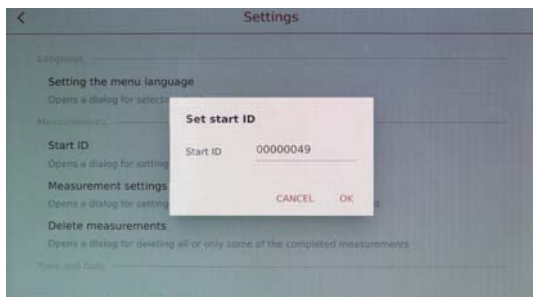 Settings
Language
Setting the menu language
Opens a dialog for selectin
Measurements
Set start ID
Start ID
Start ID 00000049
Opens a dialog for setting
Measurement settings
Opens a dialog for setting
CANCEL OK
Delete measurements
Opens a dialog for deleting all or only some of the completed measurements
Time and Date